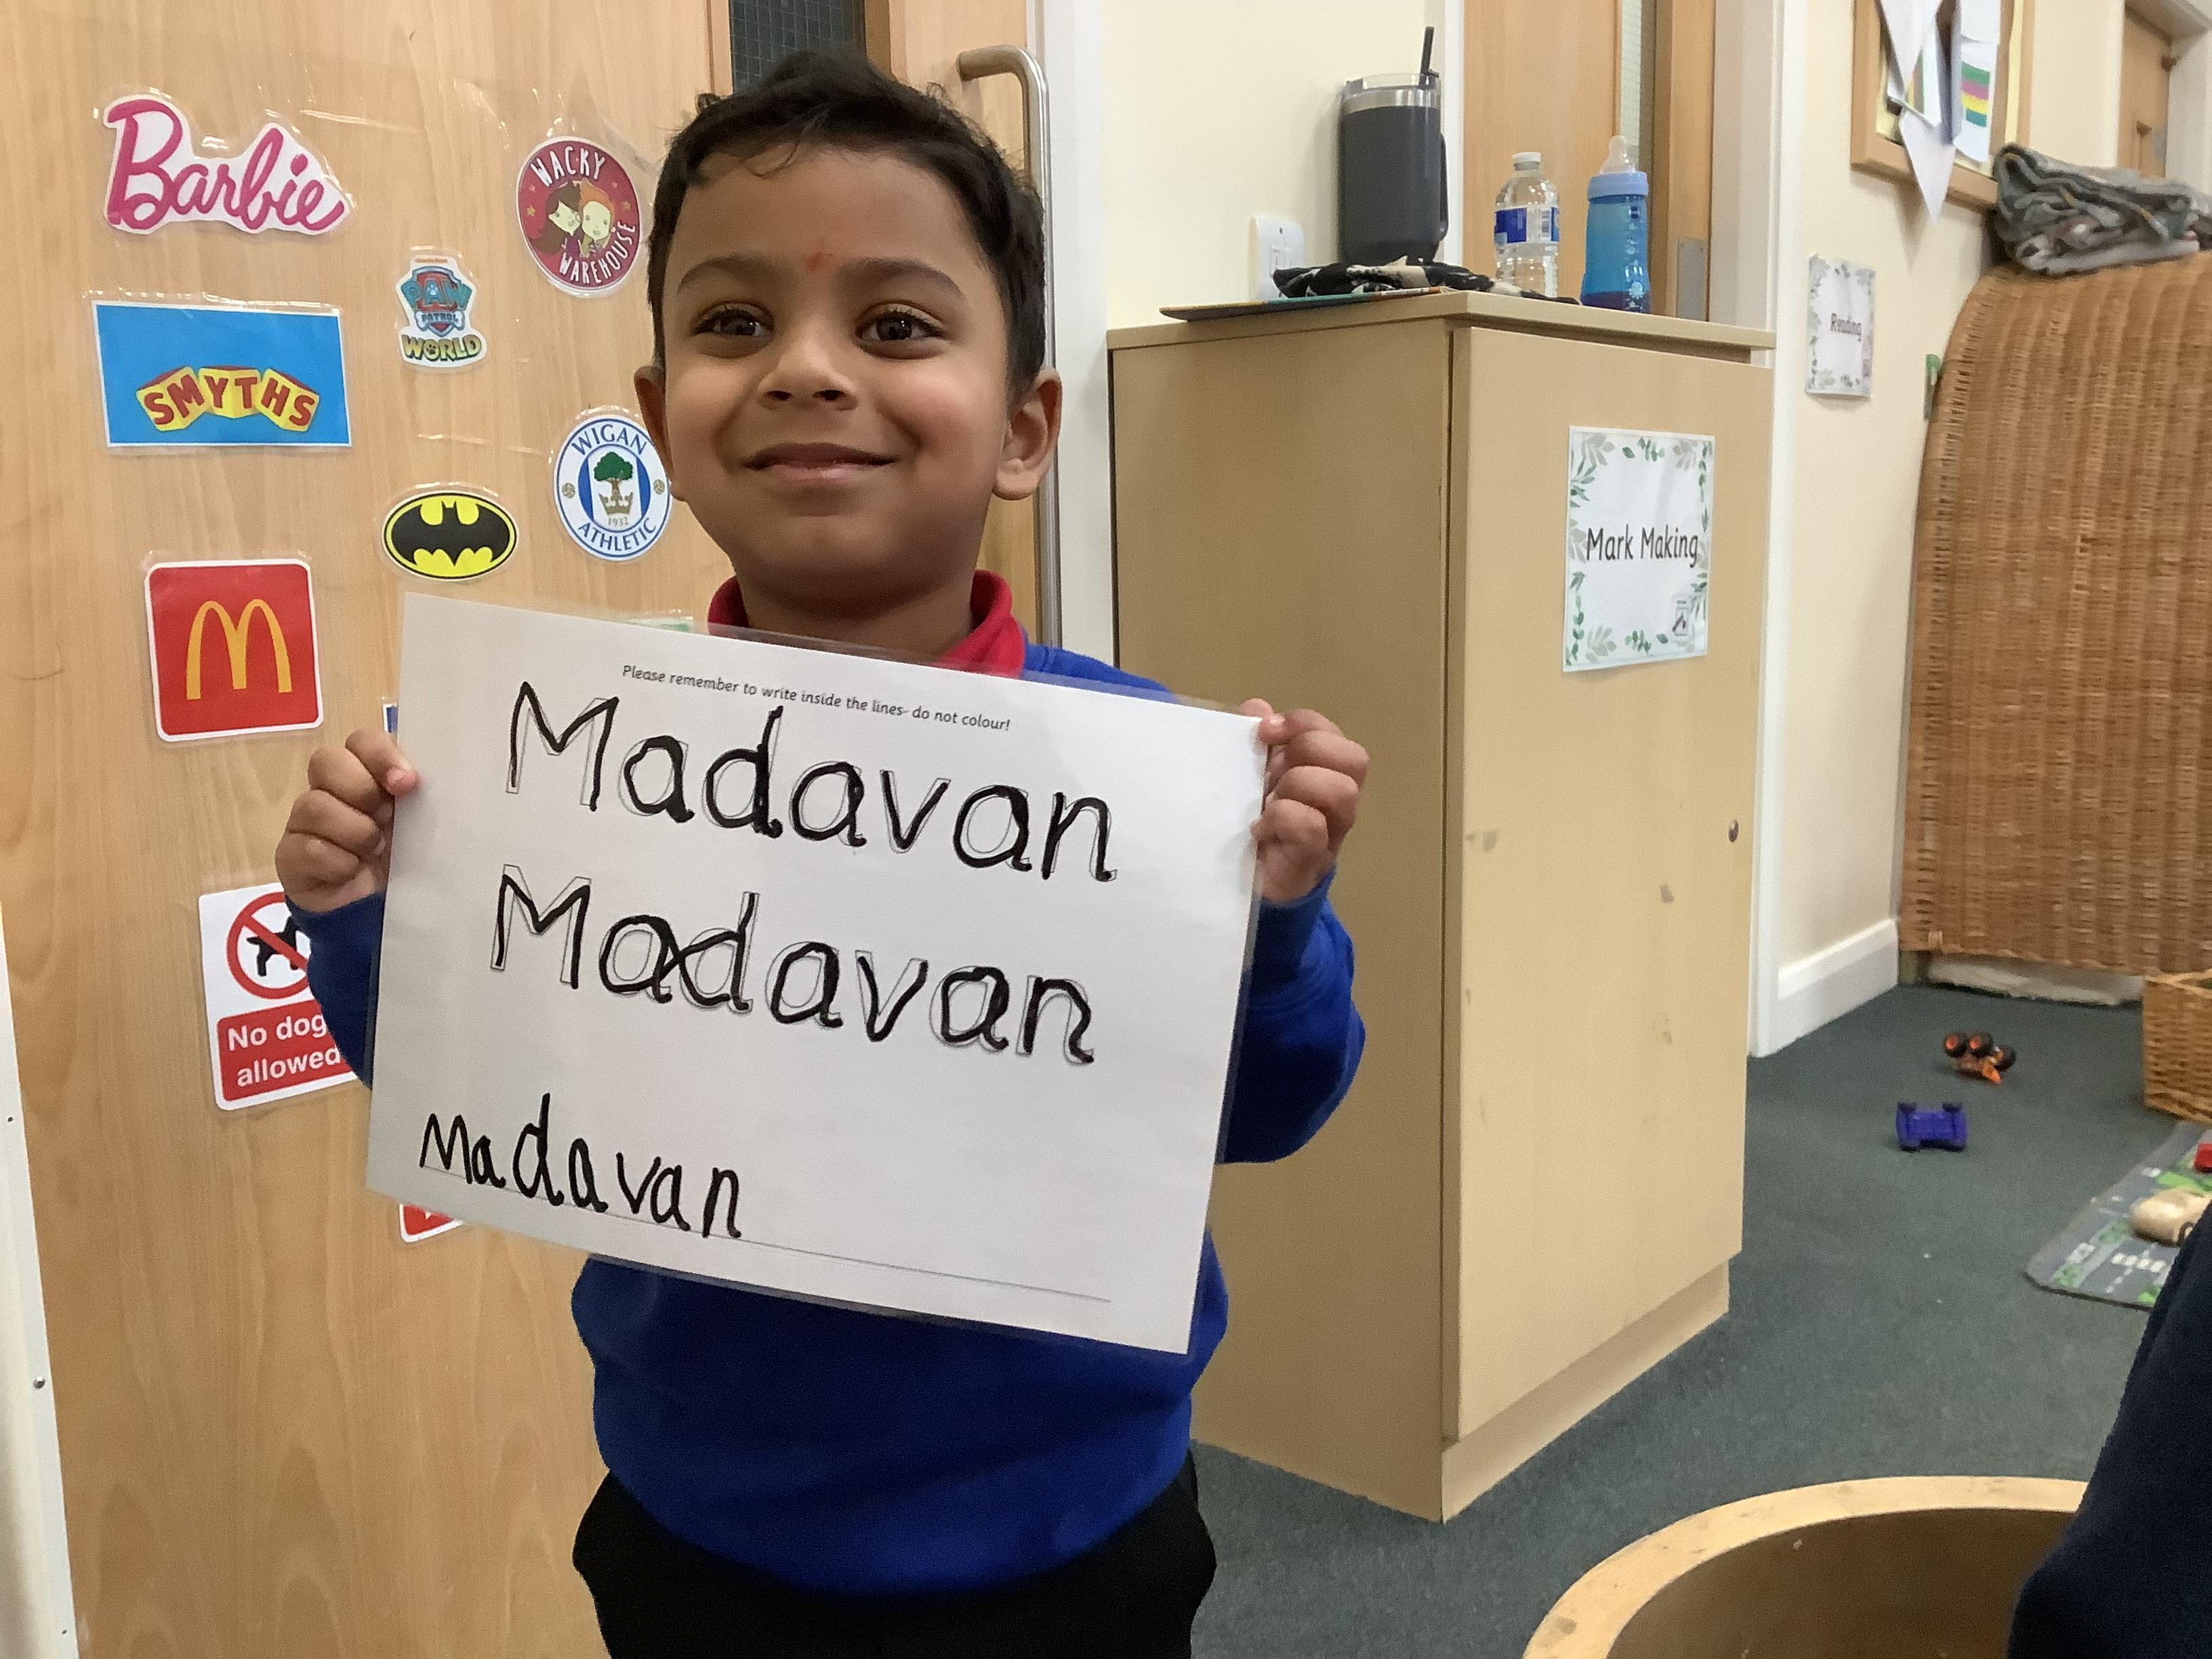 Barbie
WACKY
WAREHOUSE
PAW
PATROL
WORLD
SMYTHS
WIGAN
ATHLETIC
1932
M
No dog
allowed
Please remember to write inside the lines- do not colour!
Madavan
Madavan
Madavan
Mark Making
Reading